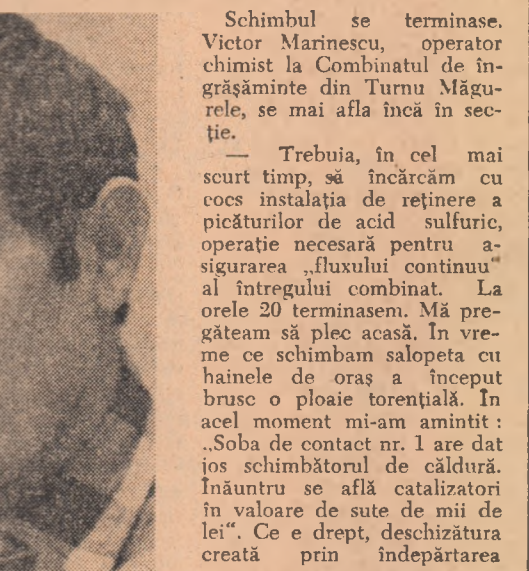 Schimbul se terminase.
Victor Marinescu, operator
chimist la Combinatul de în-
grășăminte din Turnu Măgu-
rele, se mai afla încă în sec-
ție.
— Trebuia, în cel mai
scurt timp, să încărcăm cu
cocs instalația de reținere a
picăturilor de acid sulfuric,
operație necesară pentru a-
sigurarea „fluxului continuu“
al întregului combinat. La
orele 20 terminasem. Mă pre-
găteam să plec acasă. În vre-
me ce schimbam salopeta cu
hainele de oraș a început
brusc o ploaie torențială. În
acel moment mi-am amintit :
„Soba de contact nr. 1 are dat
jos schimbătorul de căldură.
Înăuntru se află catalizatori
în valoare de sute de mii de
lei“. Ce e drept, deschizătura
creată prin îndepărtarea